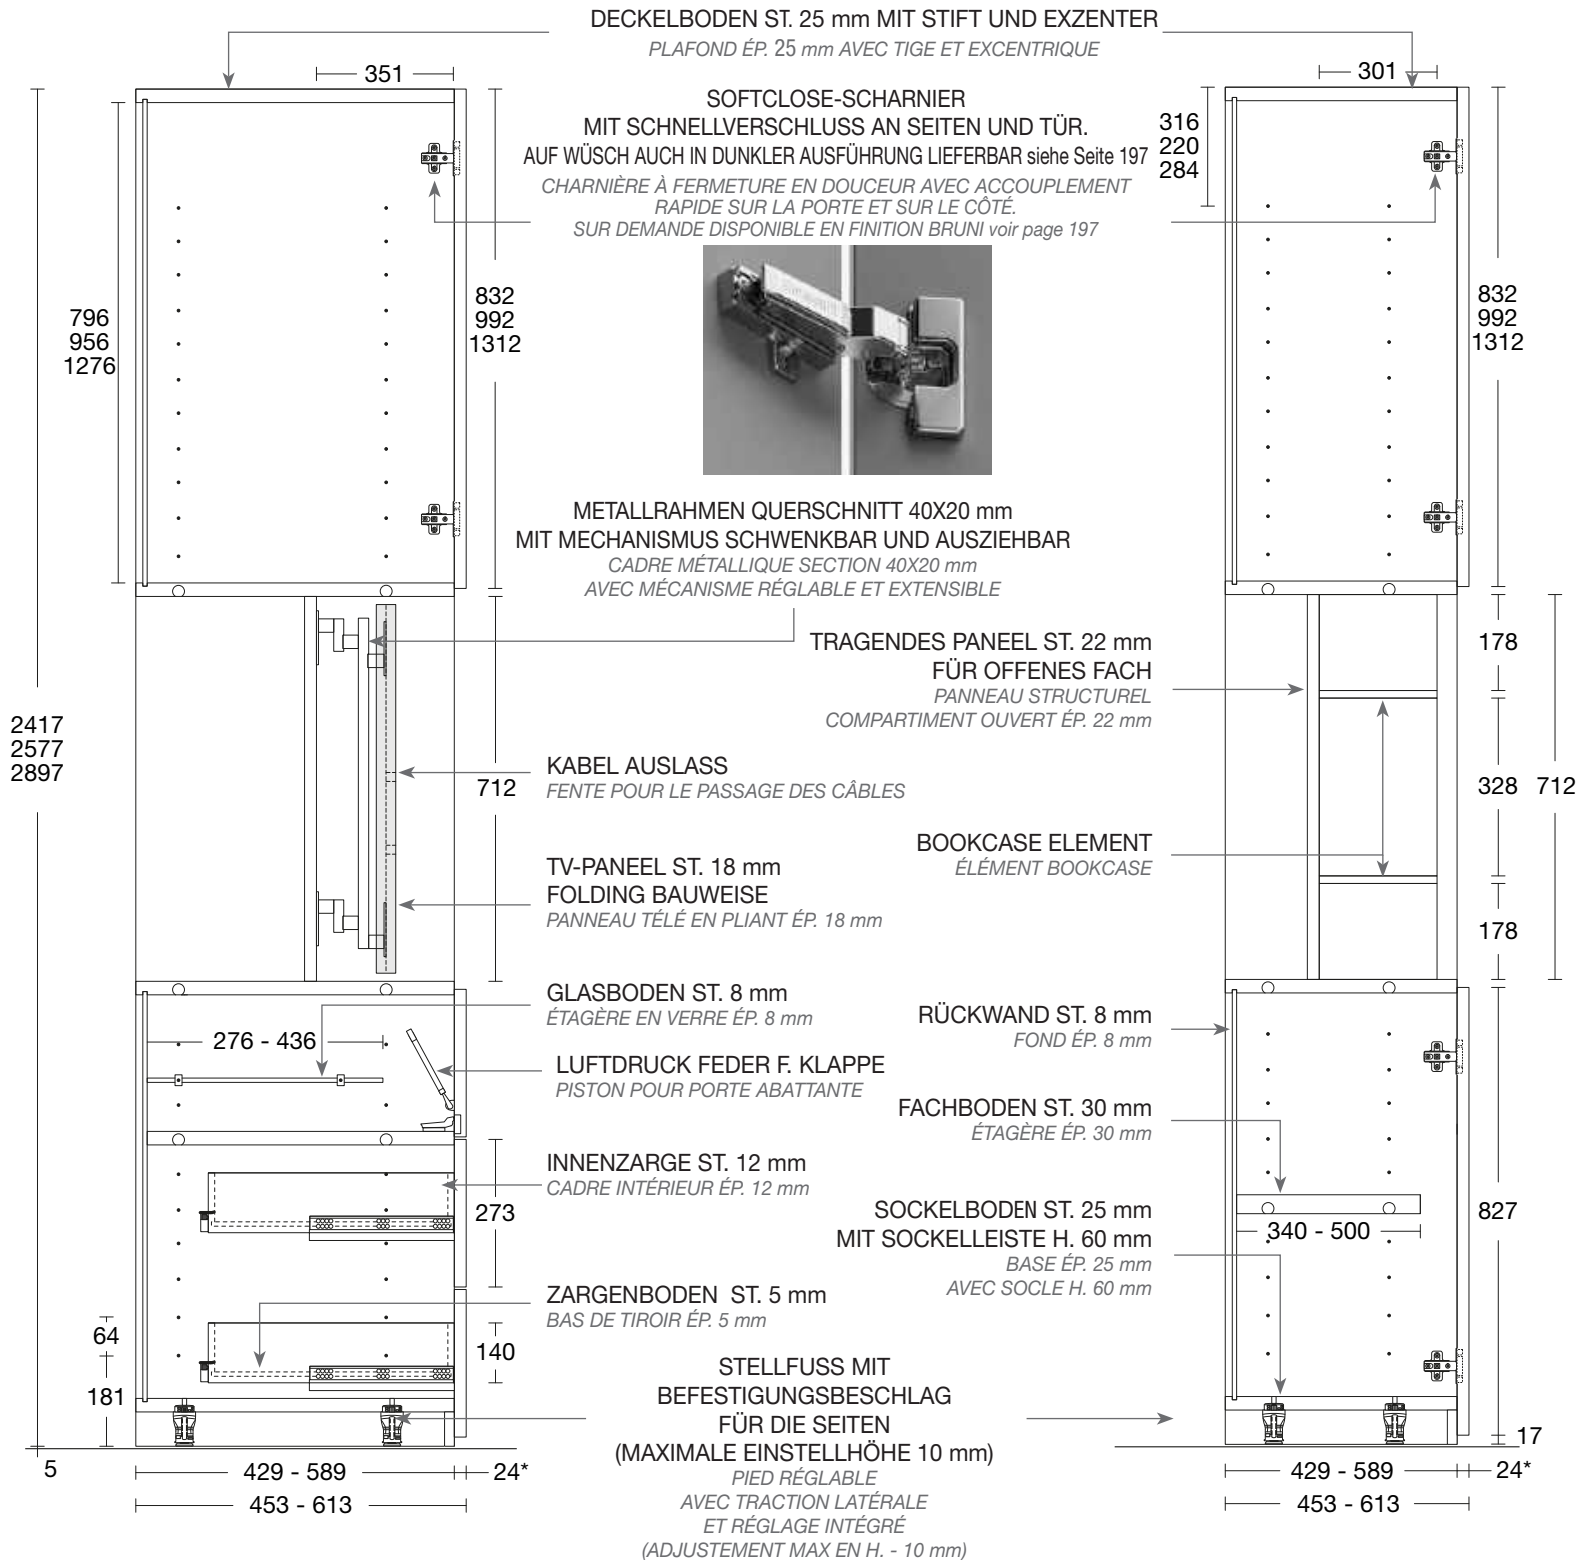 DECKELBODEN ST. 25 mm MIT STIFT UND EXZENTER
PLAFOND ÉP. 25 mm AVEC TIGE ET EXCENTRIQUE
351
301
SOFTCLOSE-SCHARNIER
MIT SCHNELLVERSCHLUSS AN SEITEN UND TÜR.
AUF WÜSCH AUCH IN DUNKLER AUSFÜHRUNG LIEFERBAR siehe Seite 197
CHARNIÈRE À FERMETURE EN DOUCEUR AVEC ACCOUPLEMENT
RAPIDE SUR LA PORTE ET SUR LE CÔTÉ.
SUR DEMANDE DISPONIBLE EN FINITION BRUNI voir page 197
316
220
284
796
956
1276
832
992
1312
832
992
1312
METALLRAHMEN QUERSCHNITT 40X20 mm
MIT MECHANISMUS SCHWENKBAR UND AUSZIEHBAR
CADRE MÉTALLIQUE SECTION 40X20 mm
AVEC MÉCANISME RÉGLABLE ET EXTENSIBLE
TRAGENDES PANEEL ST. 22 mm
FÜR OFFENES FACH
PANNEAU STRUCTUREL
COMPARTIMENT OUVERT ÉP. 22 mm
178
2417
2577
2897
KABEL AUSLASS
FENTE POUR LE PASSAGE DES CÂBLES
712
328
712
BOOKCASE ELEMENT
ÉLÉMENT BOOKCASE
TV-PANEEL ST. 18 mm
FOLDING BAUWEISE
PANNEAU TÉLÉ EN PLIANT ÉP. 18 mm
178
GLASBODEN ST. 8 mm
ÉTAGÈRE EN VERRE ÉP. 8 mm
RÜCKWAND ST. 8 mm
FOND ÉP. 8 mm
276 - 436
LUFTDRUCK FEDER F. KLAPPE
PISTON POUR PORTE ABATTANTE
FACHBODEN ST. 30 mm
ÉTAGÈRE ÉP. 30 mm
INNENZARGE ST. 12 mm
CADRE INTÉRIEUR ÉP. 12 mm
273
SOCKELBODEN ST. 25 mm
MIT SOCKELLEISTE H. 60 mm
BASE ÉP. 25 mm
AVEC SOCLE H. 60 mm
827
340 - 500
ZARGENBODEN ST. 5 mm
BAS DE TIROIR ÉP. 5 mm
64
140
181
STELLFUSS MIT
BEFESTIGUNGSBESCHLAG
FÜR DIE SEITEN
(MAXIMALE EINSTELLHÖHE 10 mm)
PIED RÉGLABLE
AVEC TRACTION LATÉRALE
ET RÉGLAGE INTÉGRÉ
(ADJUSTEMENT MAX EN H. - 10 mm)
17
5
429 - 589
24*
453 - 613
429 - 589
24*
453 - 613